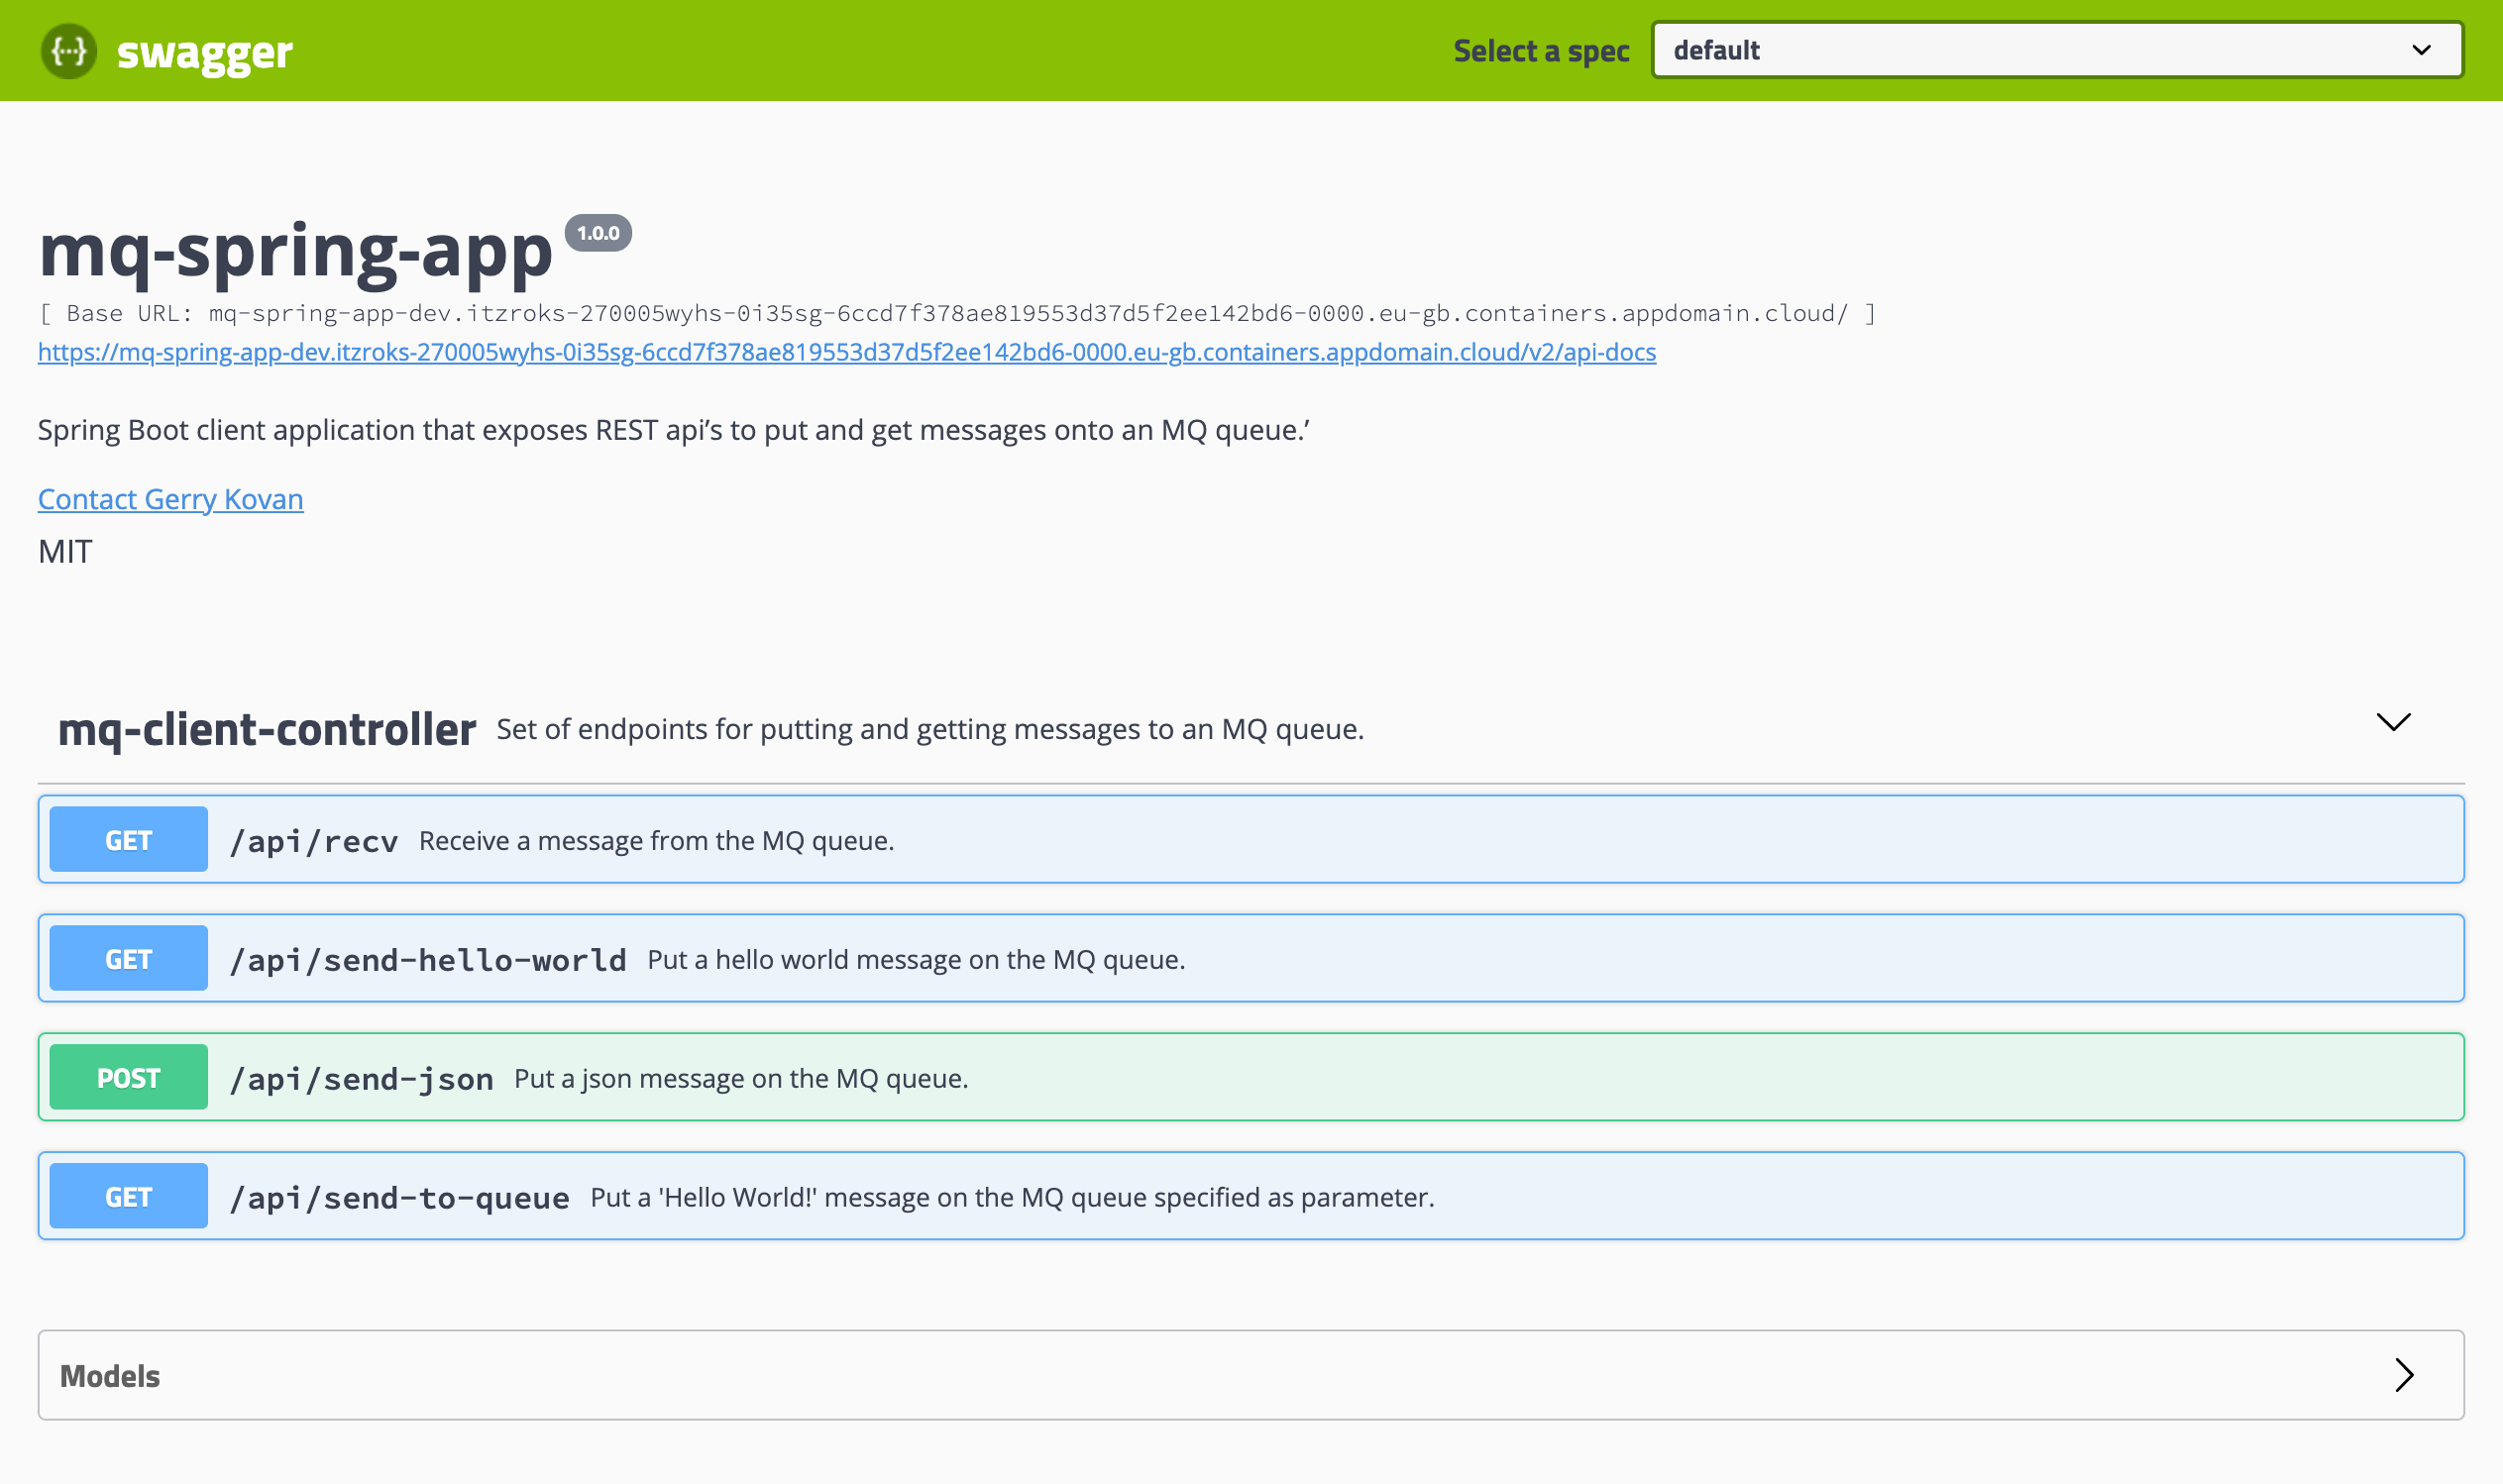 {···} swagger
Select a spec default
mq-spring-app 1.0.0
[ Base URL: mq-spring-app-dev.itzroks-270005wyhs-0i35sg-6ccd7f378ae819553d37d5f2ee142bd6-0000.eu-gb.containers.appdomain.cloud/ ]
https://mq-spring-app-dev.itzroks-270005wyhs-0i35sg-6ccd7f378ae819553d37d5f2ee142bd6-0000.eu-gb.containers.appdomain.cloud/v2/api-docs
Spring Boot client application that exposes REST api’s to put and get messages onto an MQ queue.’
Contact Gerry Kovan
MIT
mq-client-controller Set of endpoints for putting and getting messages to an MQ queue.
GET /api/recv Receive a message from the MQ queue.
GET /api/send-hello-world Put a hello world message on the MQ queue.
POST /api/send-json Put a json message on the MQ queue.
GET /api/send-to-queue Put a 'Hello World!' message on the MQ queue specified as parameter.
Models